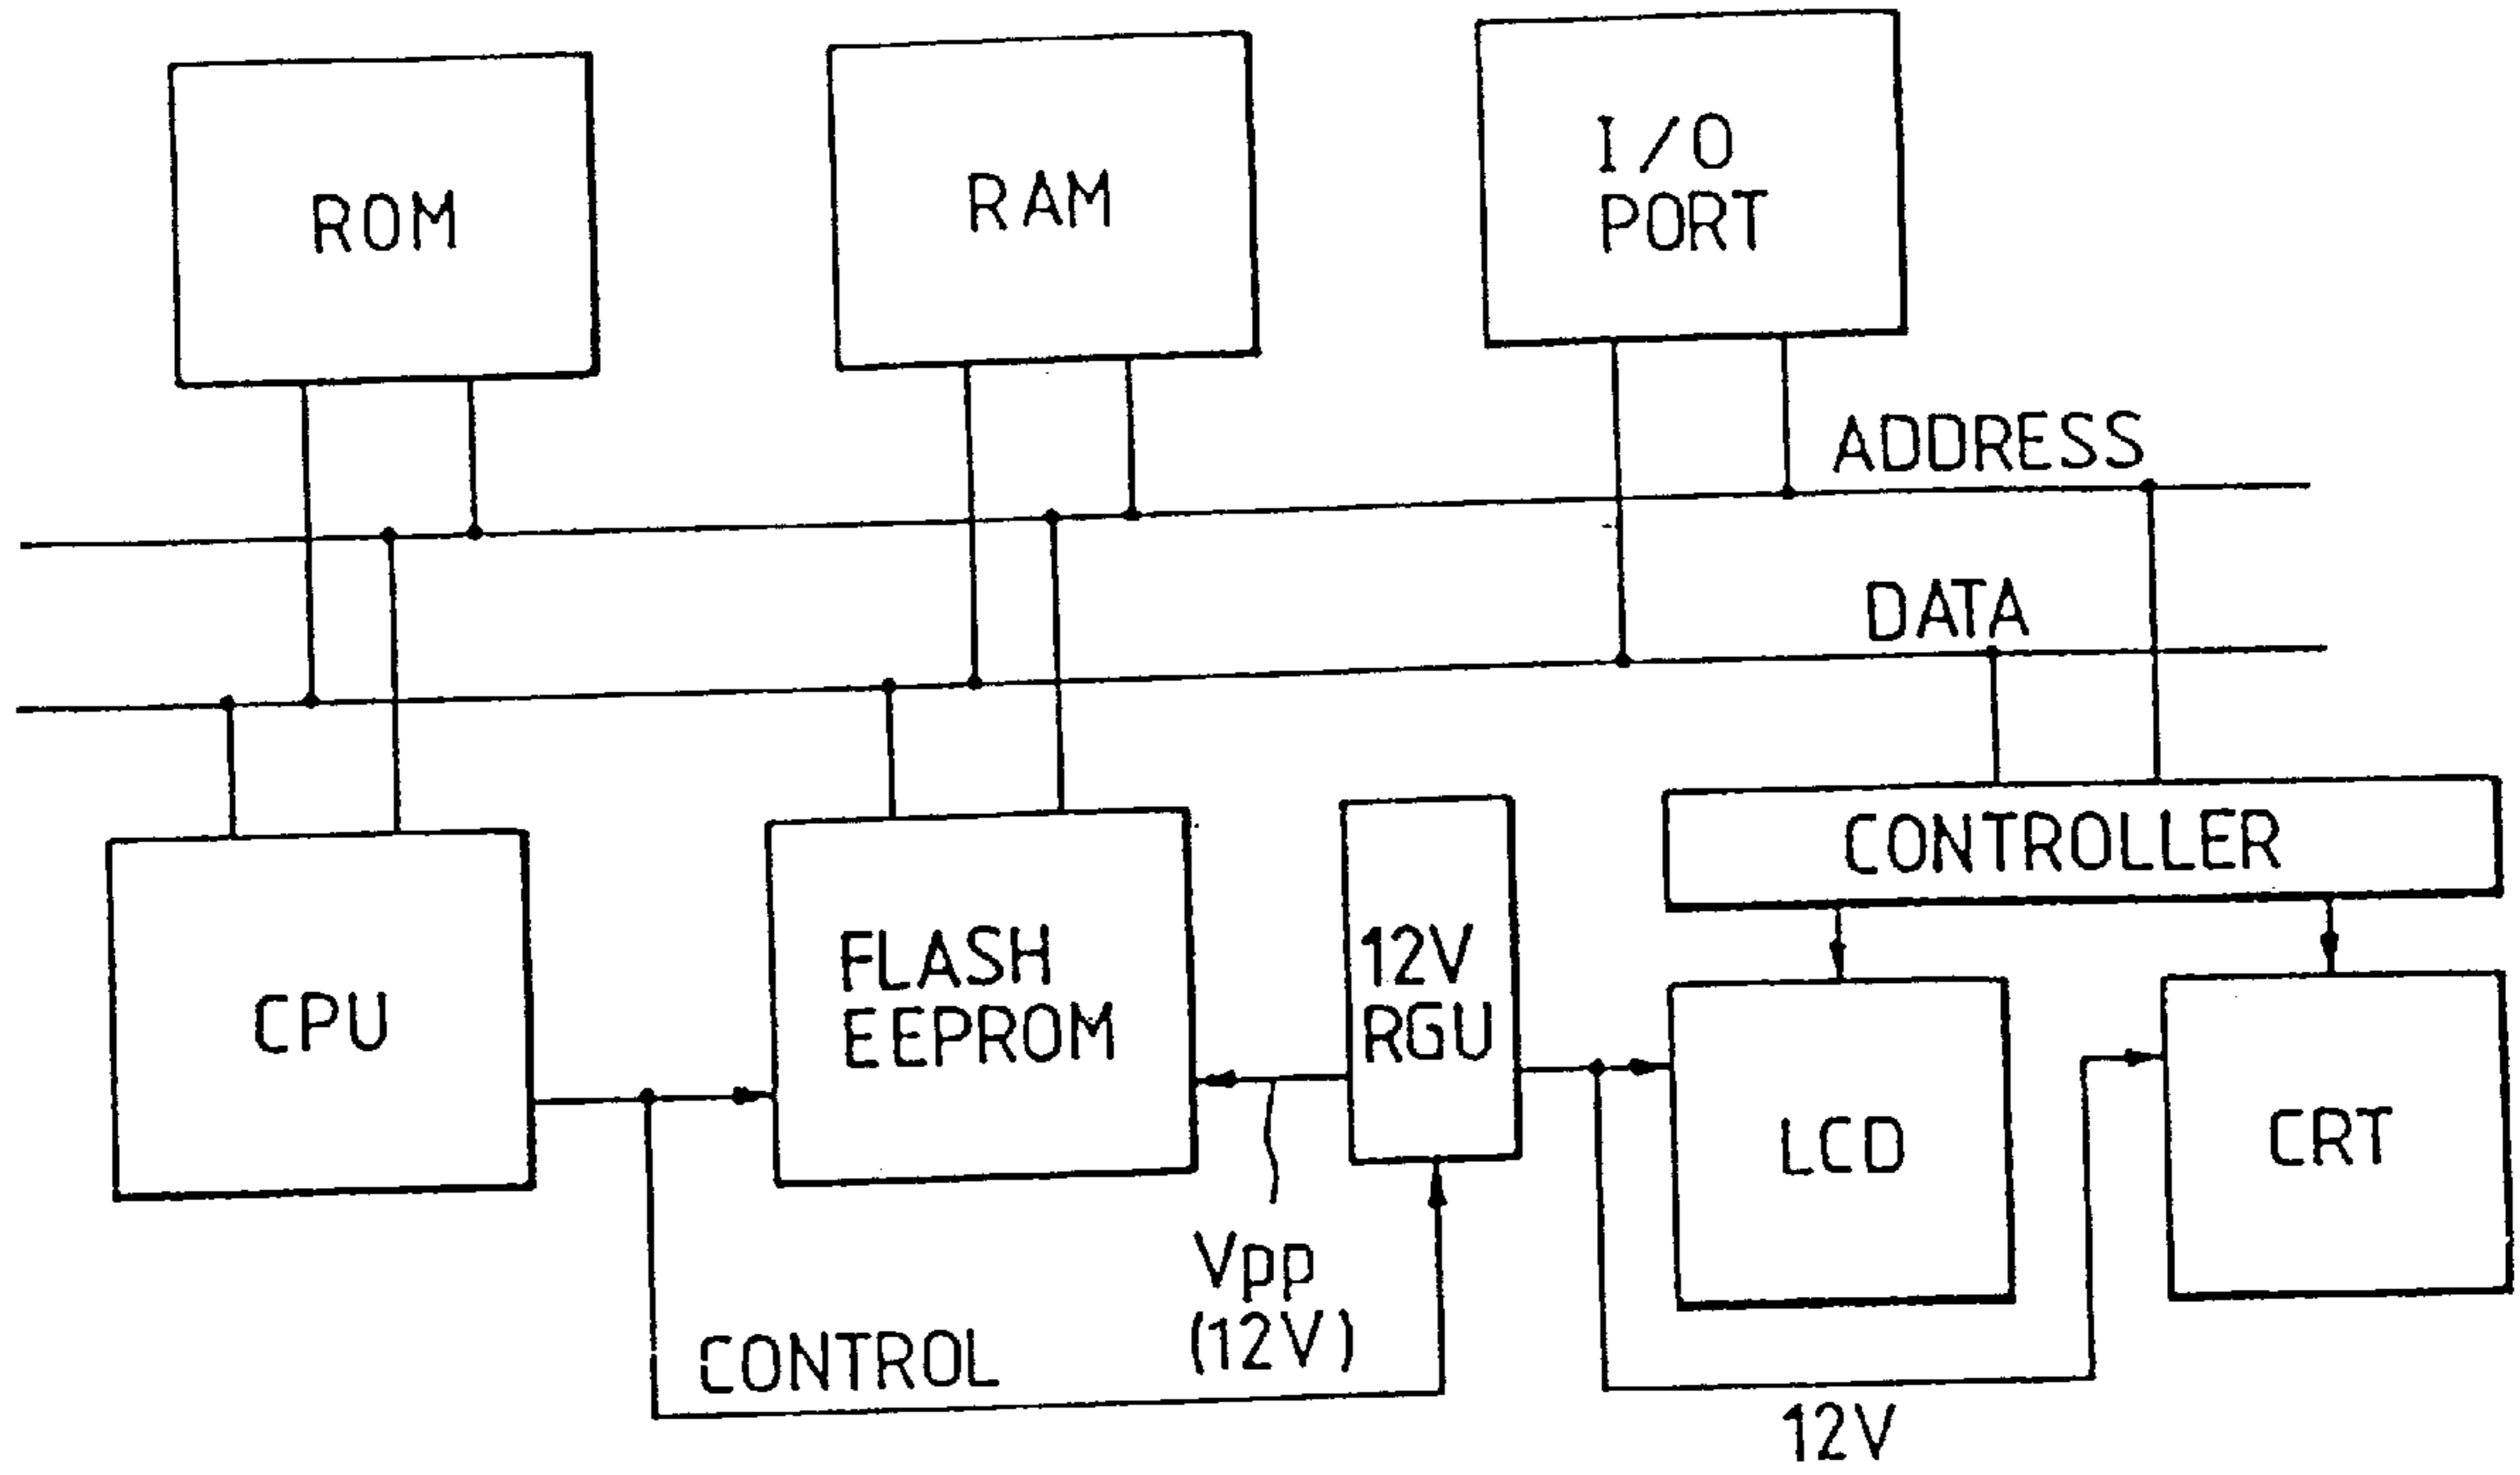 ROM
RAM
I/O
PORT
ADDRESS
DATA
CONTROLLER
CPU
FLASH
EEPROM
12V
RGU
LCD
CRT
Vpp
(12V)
CONTROL
12V